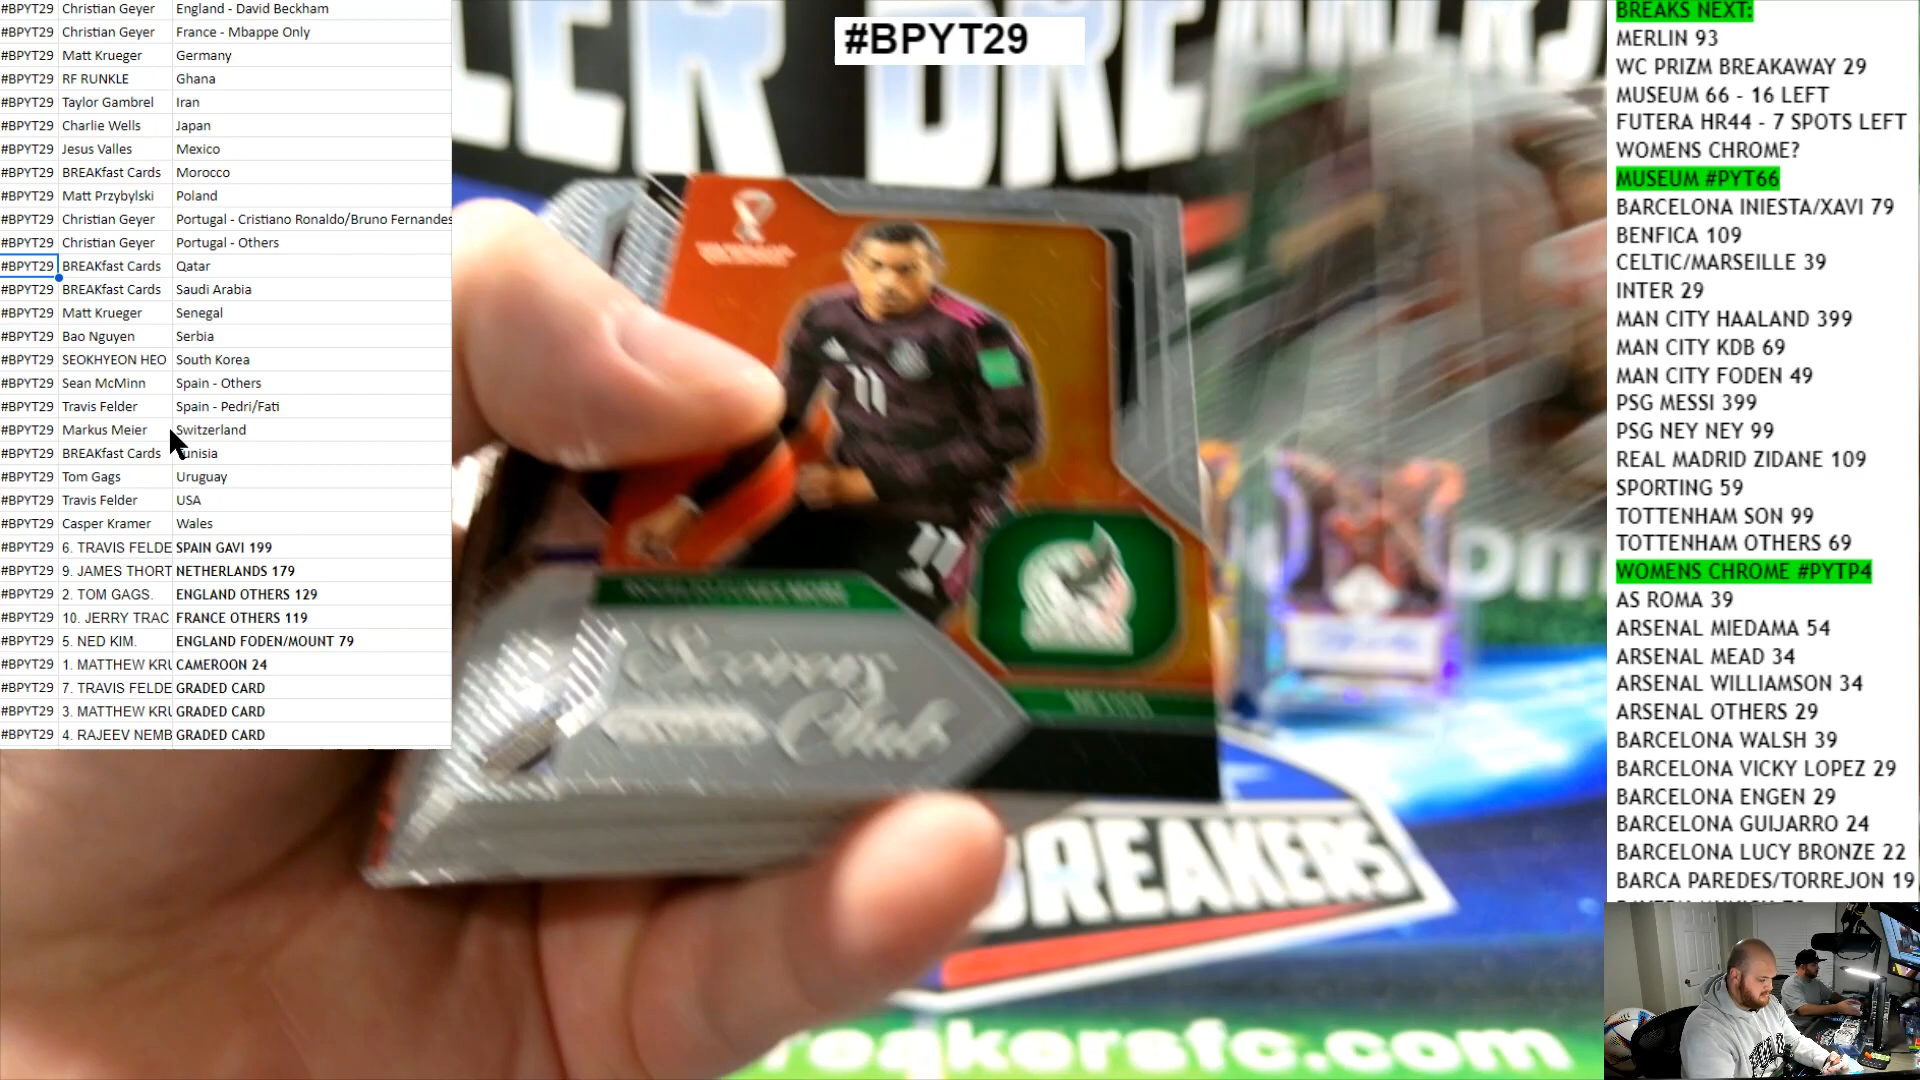 #BPYT29 Christian Geyer England - David Beckham
#BPYT29 Christian Geyer France - Mbappe Only
#BPYT29 Matt Krueger Germany
#BPYT29 RF RUNKLE Ghana
#BPYT29 Taylor Gambrel Iran
#BPYT29 Charlie Wells Japan
#BPYT29 Jesus Valles Mexico
#BPYT29 BREAKfast Cards Morocco
#BPYT29 Matt Przybylski Poland
#BPYT29 Christian Geyer Portugal - Cristiano Ronaldo/Bruno Fernandes
#BPYT29 Christian Geyer Portugal - Others
#BPYT29 BREAKfast Cards Qatar
#BPYT29 BREAKfast Cards Saudi Arabia
#BPYT29 Matt Krueger Senegal
#BPYT29 Bao Nguyen Serbia
#BPYT29 SEOKHYEON HEO South Korea
#BPYT29 Sean McMinn Spain - Others
#BPYT29 Travis Felder Spain - Pedri/Fati
#BPYT29 Markus Meier Switzerland
#BPYT29 BREAKfast Cards Tunisia
#BPYT29 Tom Gags Uruguay
#BPYT29 Travis Felder USA
#BPYT29 Casper Kramer Wales
#BPYT29 6. TRAVIS FELDE SPAIN GAVI 199
#BPYT29 9. JAMES THORT NETHERLANDS 179
#BPYT29 2. TOM GAGS. ENGLAND OTHERS 129
#BPYT29 10. JERRY TRAC FRANCE OTHERS 119
#BPYT29 5. NED KIM. ENGLAND FODEN/MOUNT 79
#BPYT29 1. MATTHEW KRU CAMEROON 24
#BPYT29 7. TRAVIS FELDE GRADED CARD
#BPYT29 3. MATTHEW KRU GRADED CARD
#BPYT29 4. RAJEEV NEMB GRADED CARD
#BPYT29
11
MEXICO
Scorers
Club
BREAKERS
breakersfc.com
BREAKS NEXT:
MERLIN 93
WC PRIZM BREAKAWAY 29
MUSEUM 66 - 16 LEFT
FUTERA HR44 - 7 SPOTS LEFT
WOMENS CHROME?
MUSEUM #PYT66
BARCELONA INIESTA/XAVI 79
BENFICA 109
CELTIC/MARSEILLE 39
INTER 29
MAN CITY HAALAND 399
MAN CITY KDB 69
MAN CITY FODEN 49
PSG MESSI 399
PSG NEY NEY 99
REAL MADRID ZIDANE 109
SPORTING 59
TOTTENHAM SON 99
TOTTENHAM OTHERS 69
WOMENS CHROME #PYTP4
AS ROMA 39
ARSENAL MIEDAMA 54
ARSENAL MEAD 34
ARSENAL WILLIAMSON 34
ARSENAL OTHERS 29
BARCELONA WALSH 39
BARCELONA VICKY LOPEZ 29
BARCELONA ENGEN 29
BARCELONA GUIJARRO 24
BARCELONA LUCY BRONZE 22
BARCA PAREDES/TORREJON 19